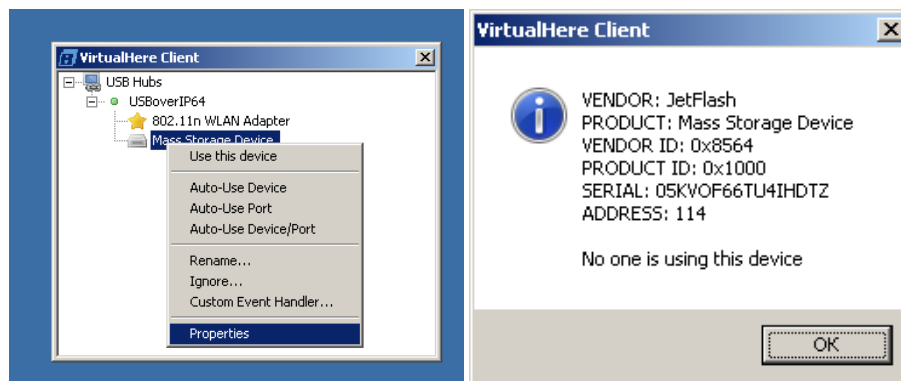 VirtualHere Client
USB Hubs
USBoverIP64
802.11n WLAN Adapter
Mass Storage Device
Use this device
Auto-Use Device
Auto-Use Port
Auto-Use Device/Port
Rename...
Ignore...
Custom Event Handler...
Properties
VirtualHere Client
VENDOR: JetFlash
PRODUCT: Mass Storage Device
VENDOR ID: 0x8564
PRODUCT ID: 0x1000
SERIAL: 05KVOF66TU4IHDTZ
ADDRESS: 114
No one is using this device
OK